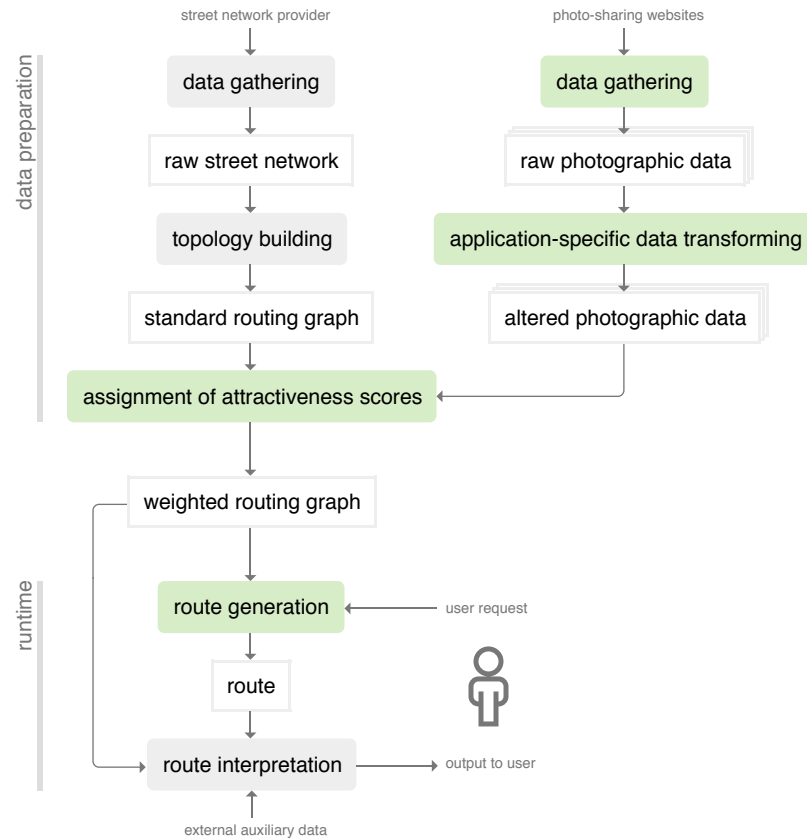 street network provider
photo-sharing websites
data preparation
data gathering
data gathering
raw street network
raw photographic data
topology building
application-specific data transforming
standard routing graph
altered photographic data
assignment of attractiveness scores
weighted routing graph
runtime
route generation
user request
route
route interpretation
output to user
external auxiliary data